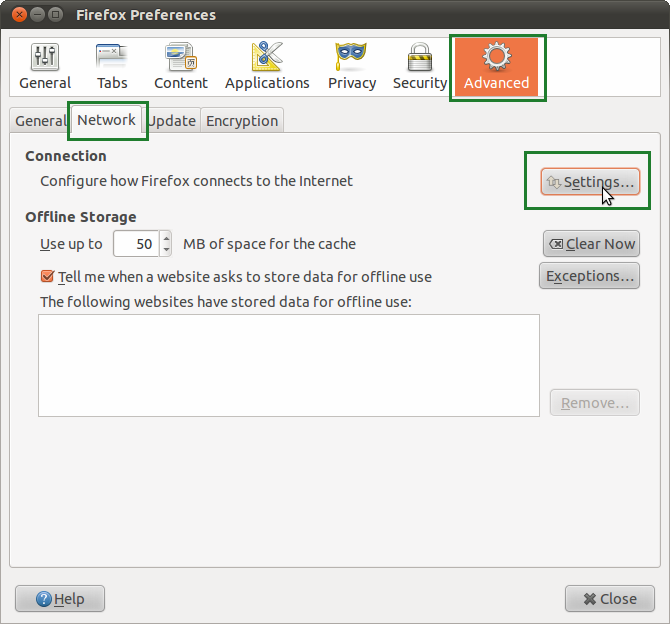 Firefox Preferences
General Tabs Content Applications Privacy Security Advanced
General Network Update Encryption
Connection
Configure how Firefox connects to the Internet Settings...
Offline Storage
Use up to 50 MB of space for the cache Clear Now
Tell me when a website asks to store data for offline use Exceptions...
The following websites have stored data for offline use:
Remove...
Help Close